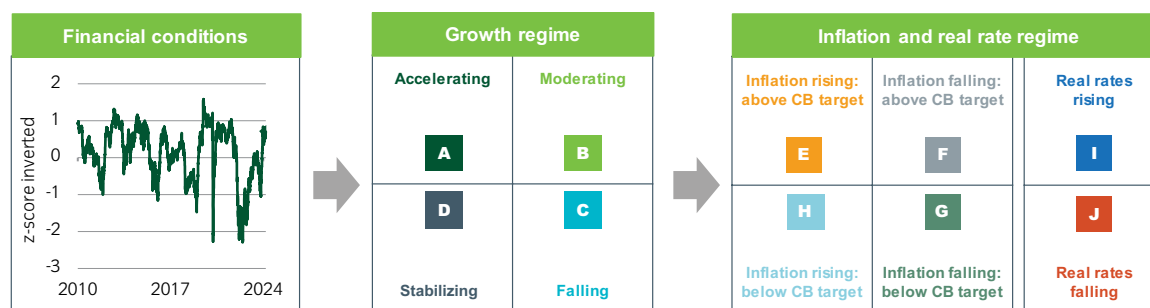 Financial conditions
z-score inverted
2
1
0
-1
-2
-3
2010
2017
2024
Growth regime
Accelerating
Moderating
A
B
D
C
Stabilizing
Falling
Inflation and real rate regime
Inflation rising:
above CB target
Inflation falling:
above CB target
Real rates
rising
E
F
I
H
G
J
Inflation rising:
below CB target
Inflation falling:
below CB target
Real rates
falling